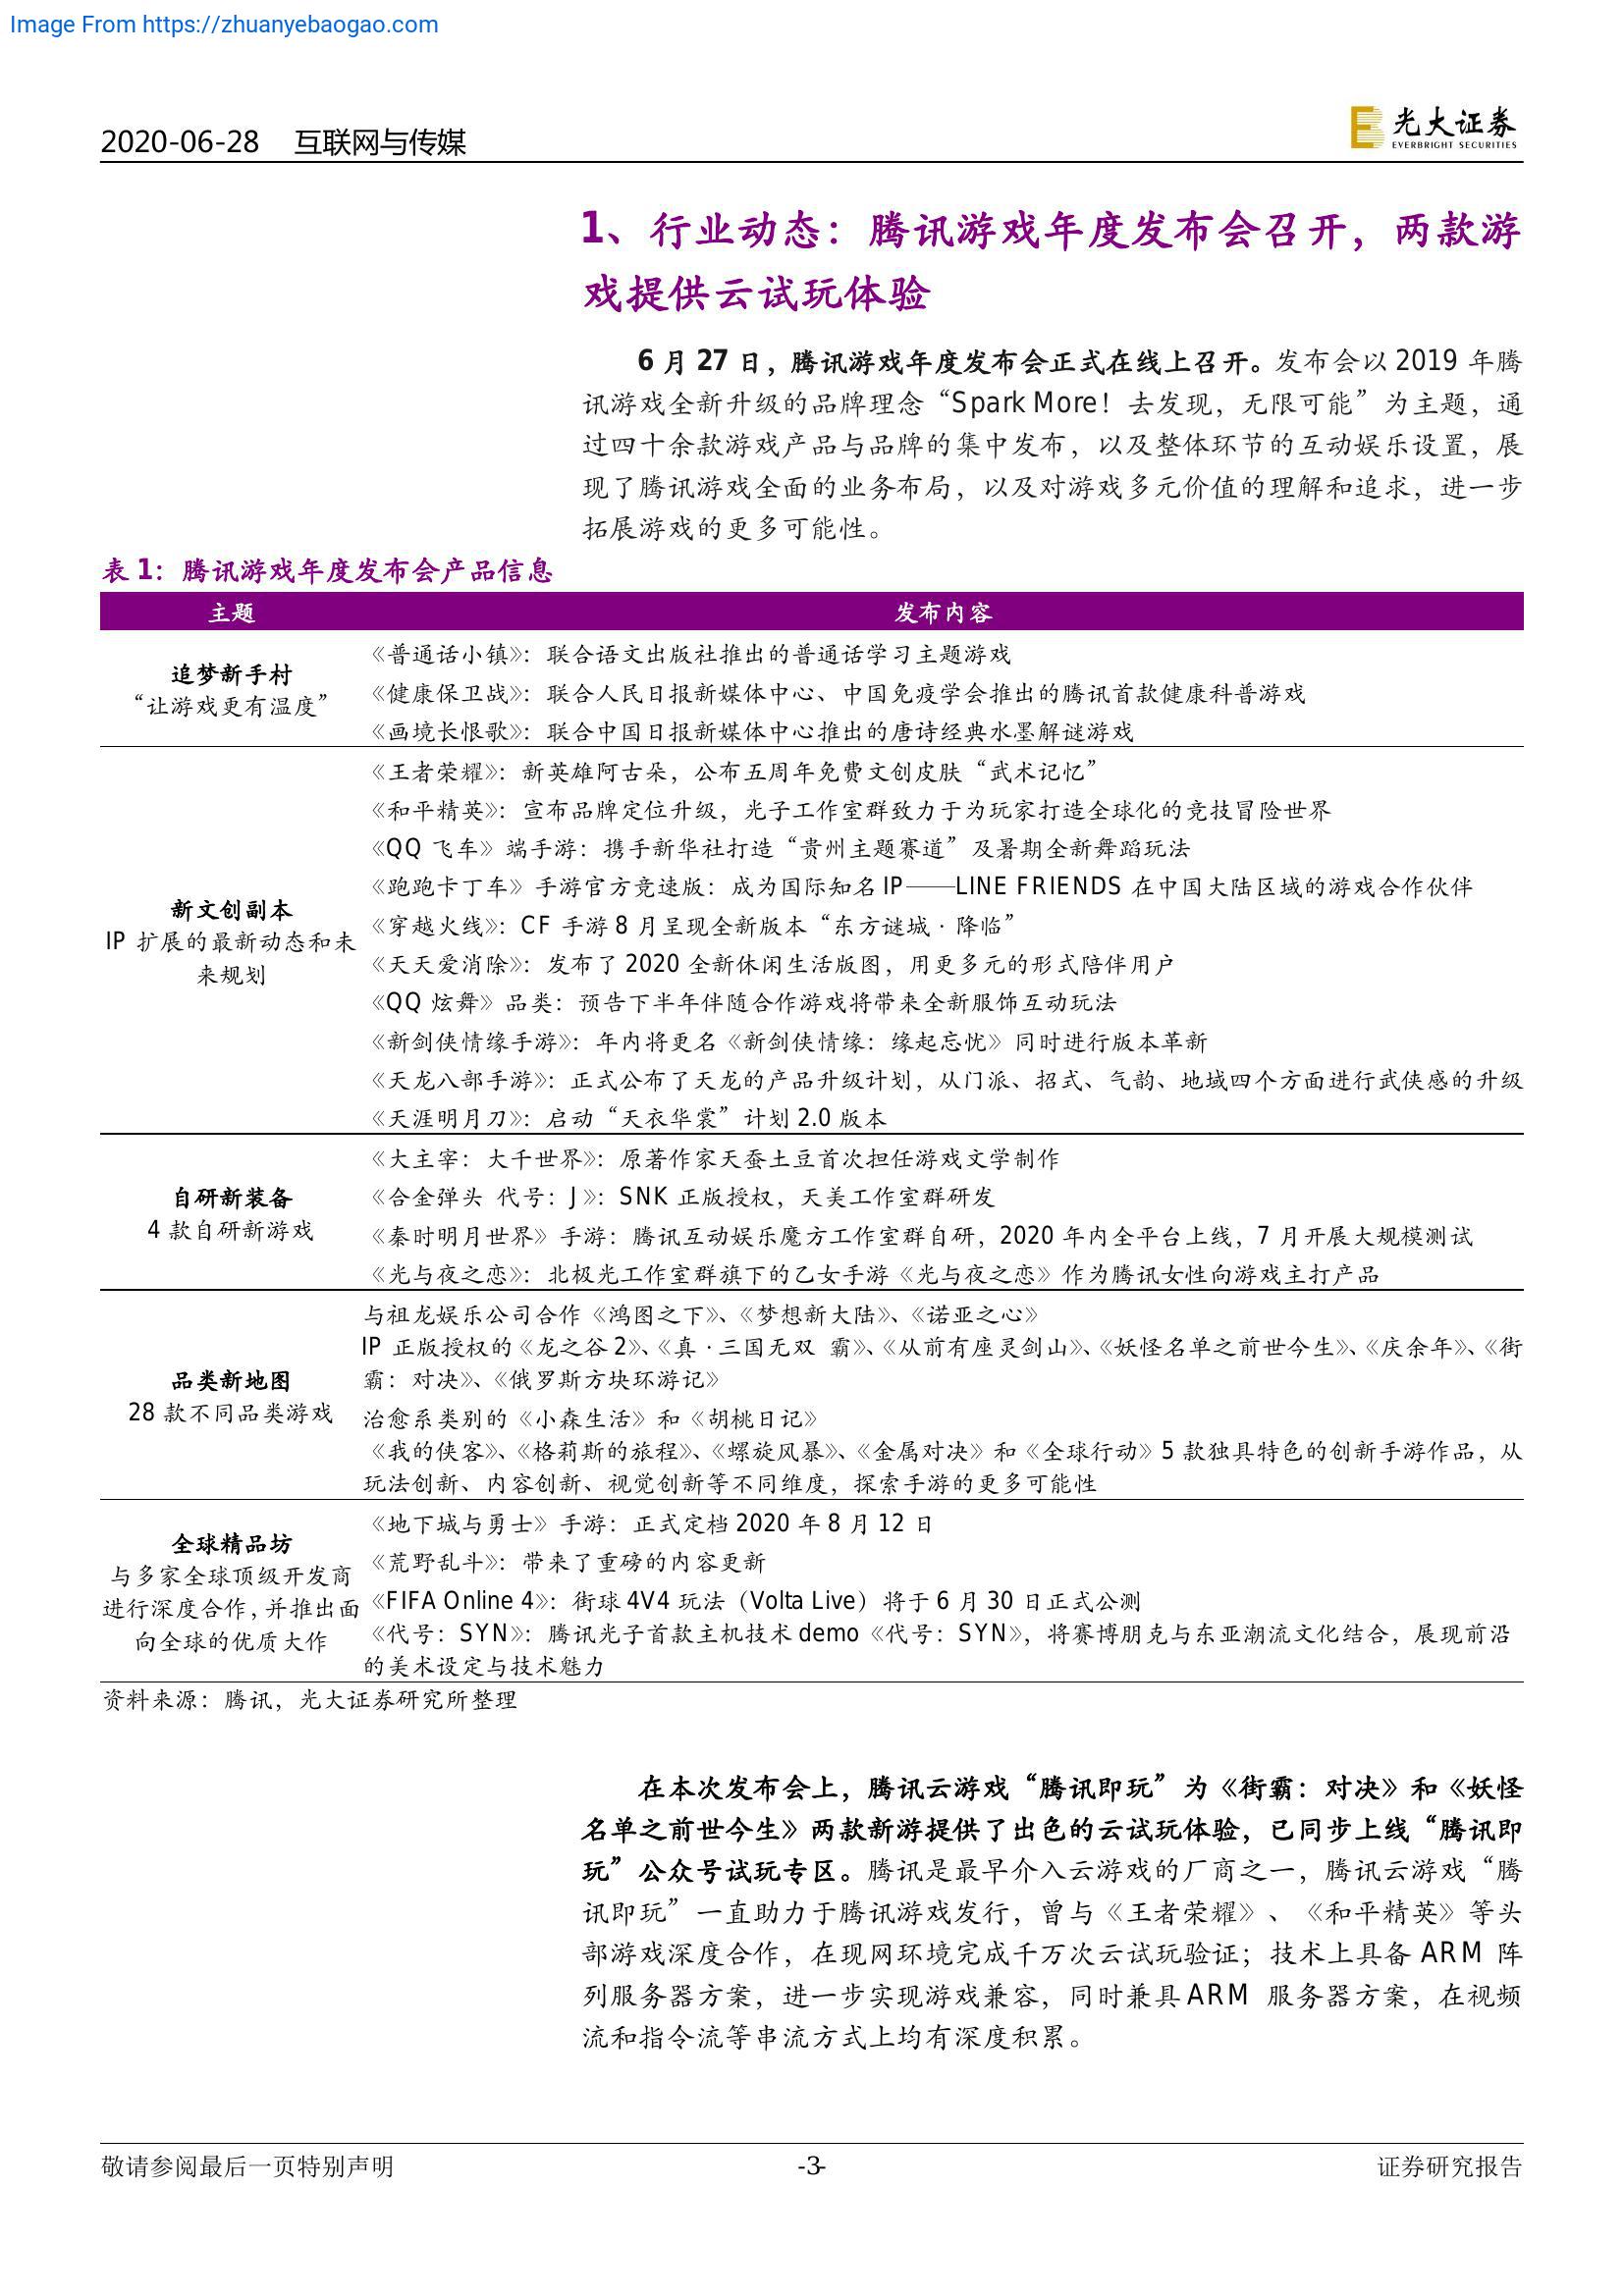 Image From https://zhuanyebaogao.com
2020-06-28 互联网与传媒
光大证券
EVERBRIGHT SECURITIES
1、行业动态：腾讯游戏年度发布会召开，两款游
戏提供云试玩体验
6 月 27 日，腾讯游戏年度发布会正式在线上召开。发布会以 2019 年腾
讯游戏全新升级的品牌理念“Spark More！去发现，无限可能”为主题，通
过四十余款游戏产品与品牌的集中发布，以及整体环节的互动娱乐设置，展
现了腾讯游戏全面的业务布局，以及对游戏多元价值的理解和追求，进一步
拓展游戏的更多可能性。
表 1：腾讯游戏年度发布会产品信息
主题 发布内容
追梦新手村
“让游戏更有温度”
《普通话小镇》：联合语文出版社推出的普通话学习主题游戏
《健康保卫战》：联合人民日报新媒体中心、中国免疫学会推出的腾讯首款健康科普游戏
《画境长恨歌》：联合中国日报新媒体中心推出的唐诗经典水墨解谜游戏
新文创副本
IP 扩展的最新动态和未
来规划
《王者荣耀》：新英雄阿古朵，公布五周年免费文创皮肤“武术记忆”
《和平精英》：宣布品牌定位升级，光子工作室群致力于为玩家打造全球化的竞技冒险世界
《QQ 飞车》端手游：携手新华社打造“贵州主题赛道”及暑期全新舞蹈玩法
《跑跑卡丁车》手游官方竞速版：成为国际知名 IP——LINE FRIENDS 在中国大陆区域的游戏合作伙伴
《穿越火线》：CF 手游 8 月呈现全新版本“东方谜城·降临”
《天天爱消除》：发布了 2020 全新休闲生活版图，用更多元的形式陪伴用户
《QQ 炫舞》品类：预告下半年伴随合作游戏将带来全新服饰互动玩法
《新剑侠情缘手游》：年内将更名《新剑侠情缘：缘起忘忧》同时进行版本革新
《天龙八部手游》：正式公布了天龙的产品升级计划，从门派、招式、气韵、地域四个方面进行武侠感的升级
《天涯明月刀》：启动“天衣华裳”计划 2.0 版本
自研新装备
4 款自研新游戏
《大主宰：大千世界》：原著作家天蚕土豆首次担任游戏文学制作
《合金弹头 代号：J》：SNK 正版授权，天美工作室群研发
《秦时明月世界》手游：腾讯互动娱乐魔方工作室群自研，2020 年内全平台上线，7 月开展大规模测试
《光与夜之恋》：北极光工作室群旗下的乙女手游《光与夜之恋》作为腾讯女性向游戏主打产品
品类新地图
28 款不同品类游戏
与祖龙娱乐公司合作《鸿图之下》、《梦想新大陆》、《诺亚之心》
IP 正版授权的《龙之谷 2》、《真·三国无双 霸》、《从前有座灵剑山》、《妖怪名单之前世今生》、《庆余年》、《街
霸：对决》、《俄罗斯方块环游记》
治愈系类别的《小森生活》和《胡桃日记》
《我的侠客》、《格莉斯的旅程》、《螺旋风暴》、《金属对决》和《全球行动》5 款独具特色的创新手游作品，从
玩法创新、内容创新、视觉创新等不同维度，探索手游的更多可能性
全球精品坊
与多家全球顶级开发商
进行深度合作，并推出面
向全球的优质大作
《地下城与勇士》手游：正式定档 2020 年 8 月 12 日
《荒野乱斗》：带来了重磅的内容更新
《FIFA Online 4》：街球 4V4 玩法（Volta Live）将于 6 月 30 日正式公测
《代号：SYN》：腾讯光子首款主机技术 demo《代号：SYN》，将赛博朋克与东亚潮流文化结合，展现前沿
的美术设定与技术魅力
资料来源：腾讯，光大证券研究所整理
在本次发布会上，腾讯云游戏“腾讯即玩”为《街霸：对决》和《妖怪
名单之前世今生》两款新游提供了出色的云试玩体验，已同步上线“腾讯即
玩”公众号试玩专区。腾讯是最早介入云游戏的厂商之一，腾讯云游戏“腾
讯即玩”一直助力于腾讯游戏发行，曾与《王者荣耀》、《和平精英》等头
部游戏深度合作，在现网环境完成千万次云试玩验证；技术上具备 ARM 阵
列服务器方案，进一步实现游戏兼容，同时兼具 ARM 服务器方案，在视频
流和指令流等串流方式上均有深度积累。
敬请参阅最后一页特别声明 -3- 证券研究报告